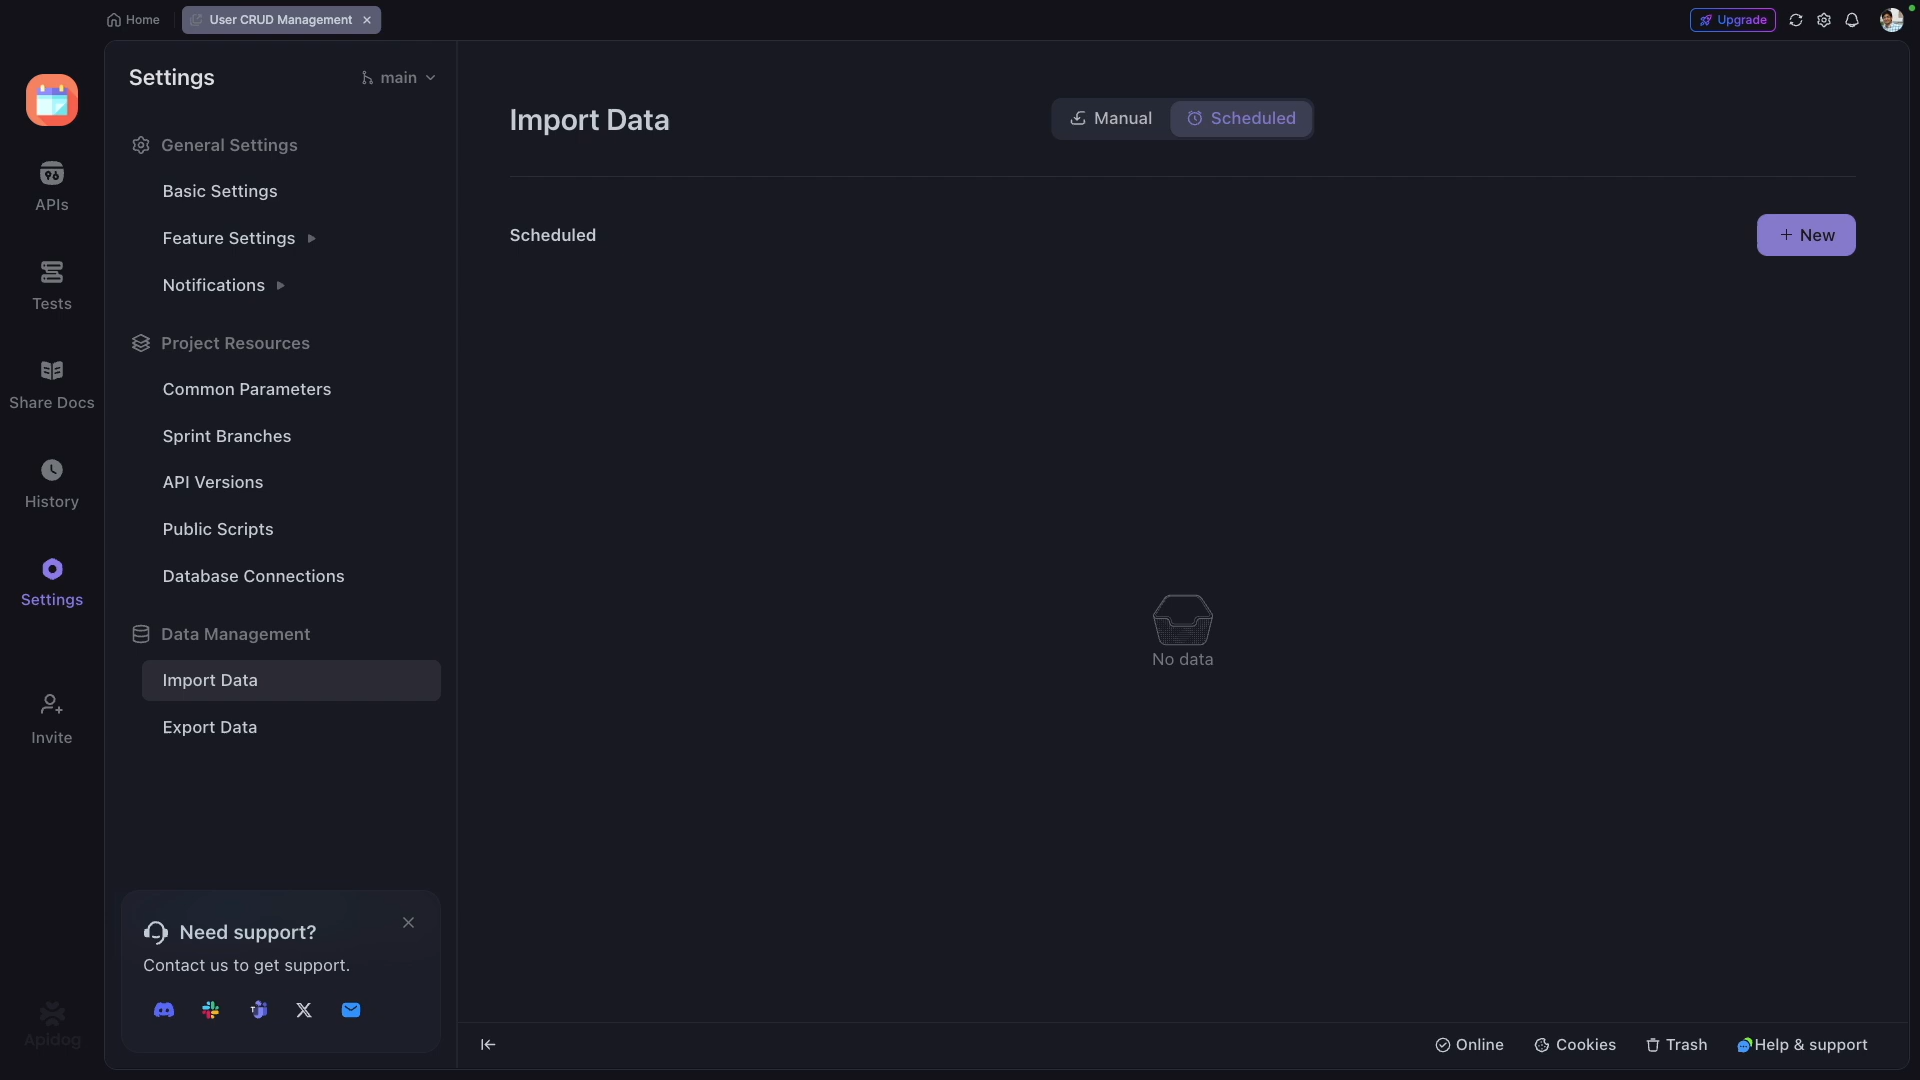 Home
User CRUD Management
Upgrade
Settings
main
APIs
Tests
Share Docs
History
Settings
Invite
Apidog
General Settings
Basic Settings
Feature Settings
Notifications
Project Resources
Common Parameters
Sprint Branches
API Versions
Public Scripts
Database Connections
Data Management
Import Data
Export Data
Need support?
Contact us to get support.
Import Data
Manual
Scheduled
Scheduled
+ New
No data
Online
Cookies
Trash
Help & support